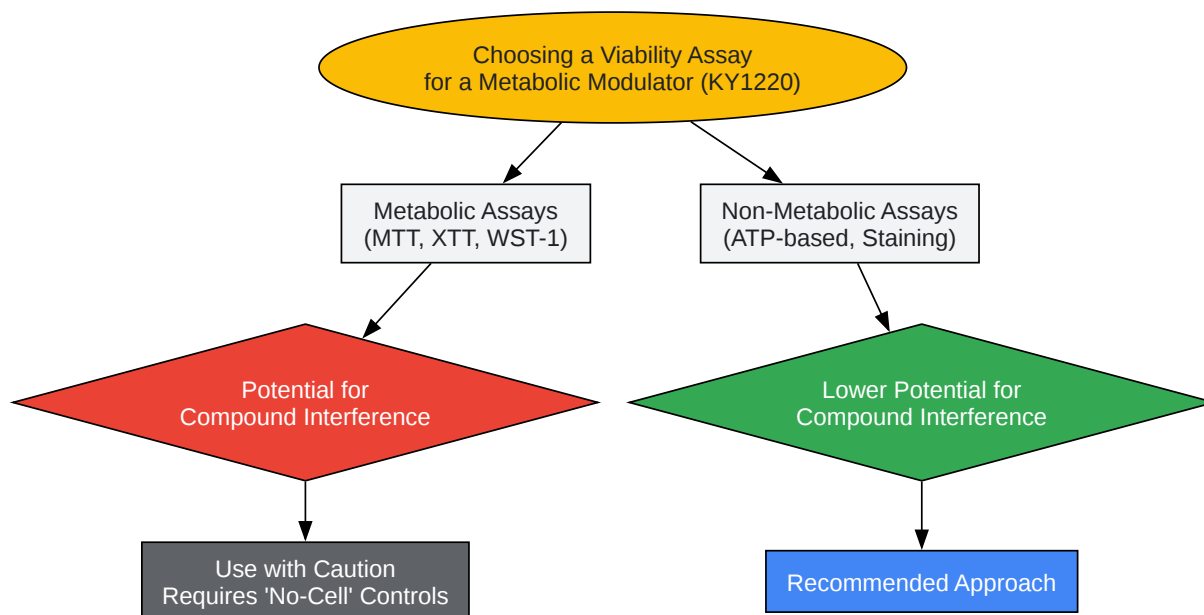 Choosing a Viability Assay
for a Metabolic Modulator (KY1220)
Metabolic Assays
(MTT, XTT, WST-1)
Non-Metabolic Assays
(ATP-based, Staining)
Potential for
Compound Interference
Lower Potential for
Compound Interference
Use with Caution
Requires 'No-Cell' Controls
Recommended Approach